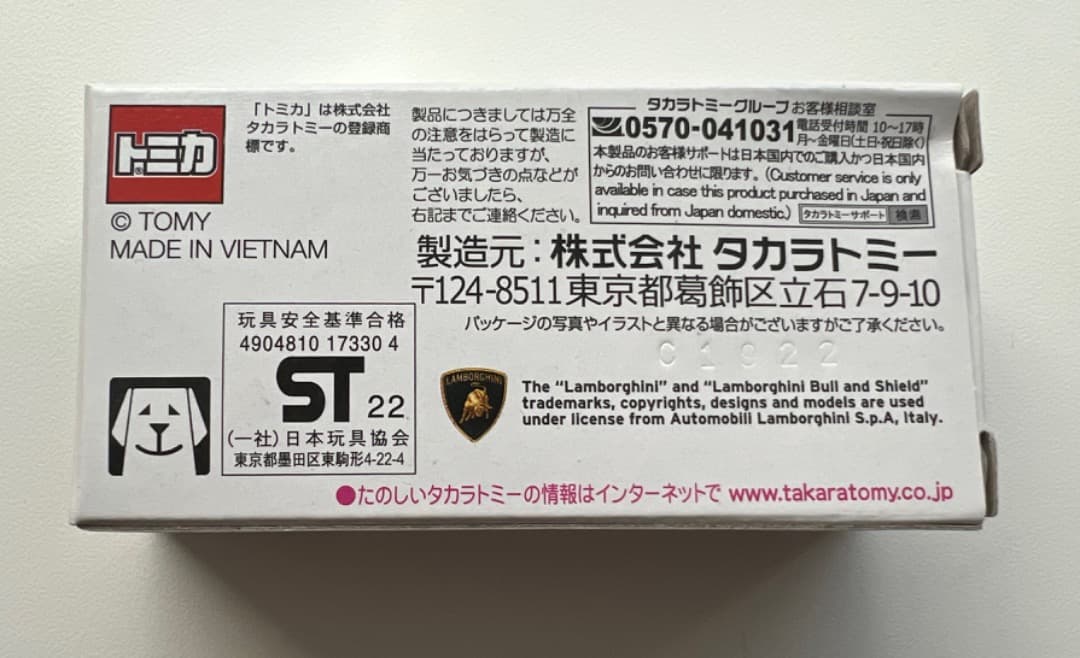 トミカ
®
© TOMY
MADE IN VIETNAM
「トミカ」は株式会社
タカラトミーの登録商
標です。
製品につきましては万全
の注意をはらって製造に
当たっておりますが、
万一お気づきの点などが
ございましたら、
右記までご連絡ください。
タカラトミーグループお客様相談室
0570-041031 電話受付時間 10～17時
月～金曜日(土日・祝日除く)
本製品のお客様サポートは日本国内でのご購入かつ日本国内
からのお問い合わせに限ります。(Customer service is only
available in case this product purchased in Japan and
inquired from Japan domestic.) タカラトミーサポート 検索
製造元：株式会社 タカラトミー
〒124-8511東京都葛飾区立石7-9-10
パッケージの写真やイラストと異なる場合がございますがご了承ください。
C1922
玩具安全基準合格
4904810 17330 4
ST 22
(一社)日本玩具協会
東京都墨田区東駒形4-22-4
LAMBORGHINI
The “Lamborghini” and “Lamborghini Bull and Shield”
trademarks, copyrights, designs and models are used
under license from Automobili Lamborghini S.p.A, Italy.
●たのしいタカラトミーの情報はインターネットで www.takaratomy.co.jp